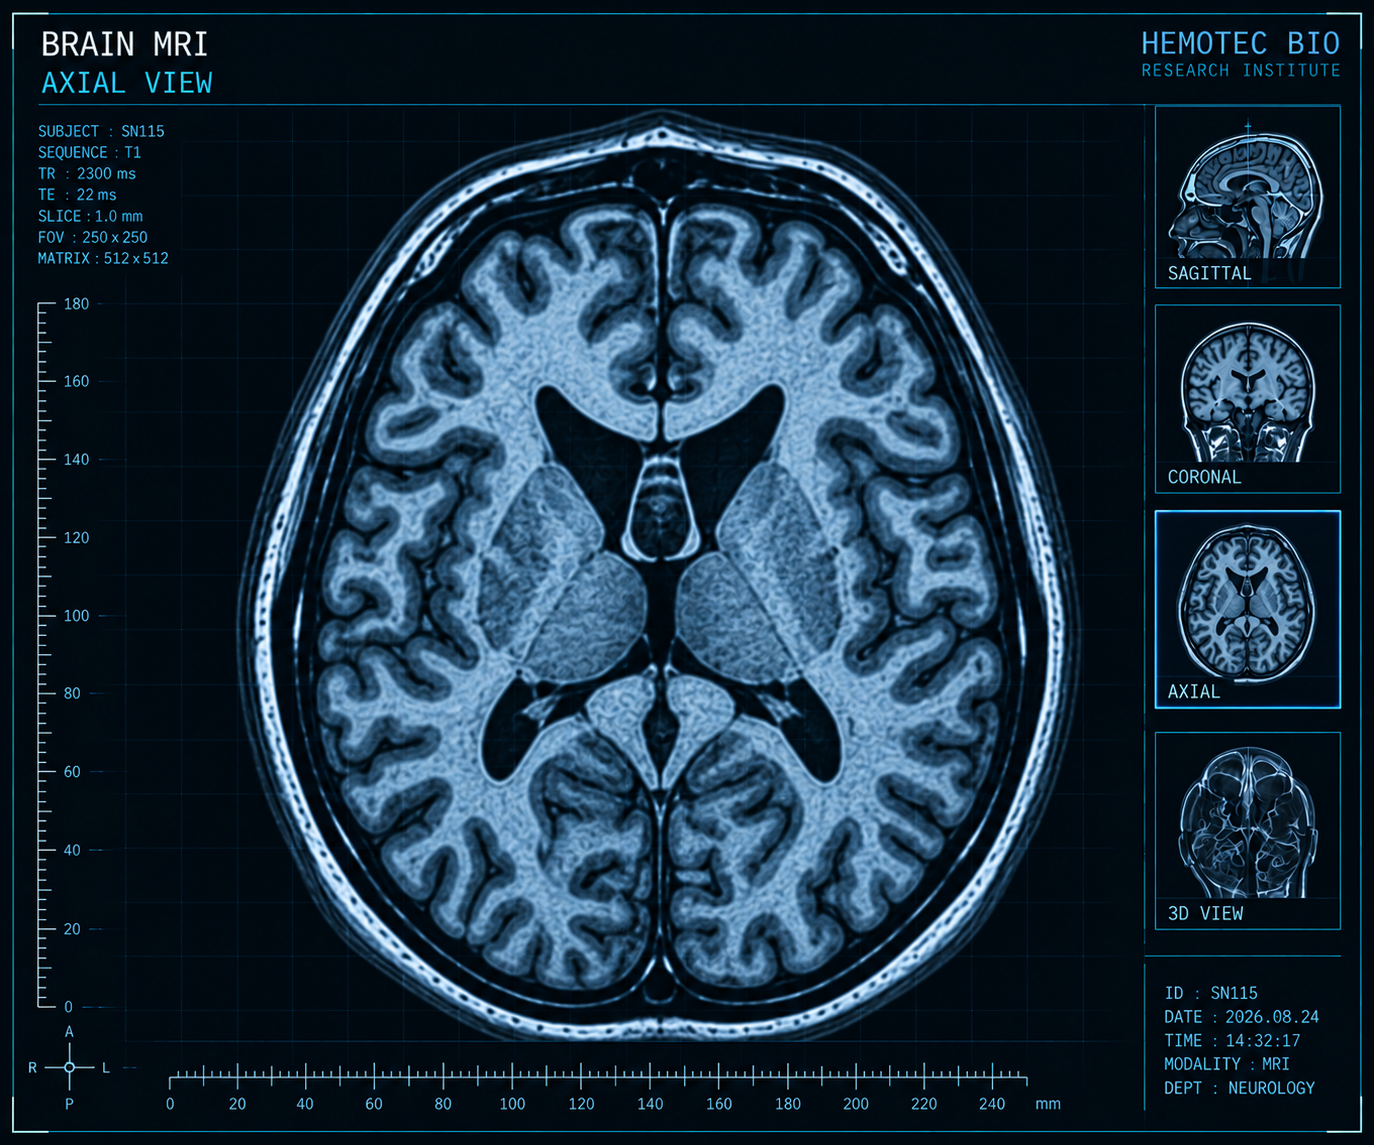 BRAIN MRI
AXIAL VIEW
HEMOTEC BIO
RESEARCH INSTITUTE
SUBJECT : SN115
SEQUENCE : T1
TR : 2300 ms
TE : 22 ms
SLICE : 1.0 mm
FOV : 250 x 250
MATRIX : 512 x 512
180
160
140
120
100
80
60
40
20
0
A
R L
P
0 20 40 60 80 100 120 140 160 180 200 220 240 mm
SAGITTAL
CORONAL
AXIAL
3D VIEW
ID : SN115
DATE : 2026.08.24
TIME : 14:32:17
MODALITY : MRI
DEPT : NEUROLOGY